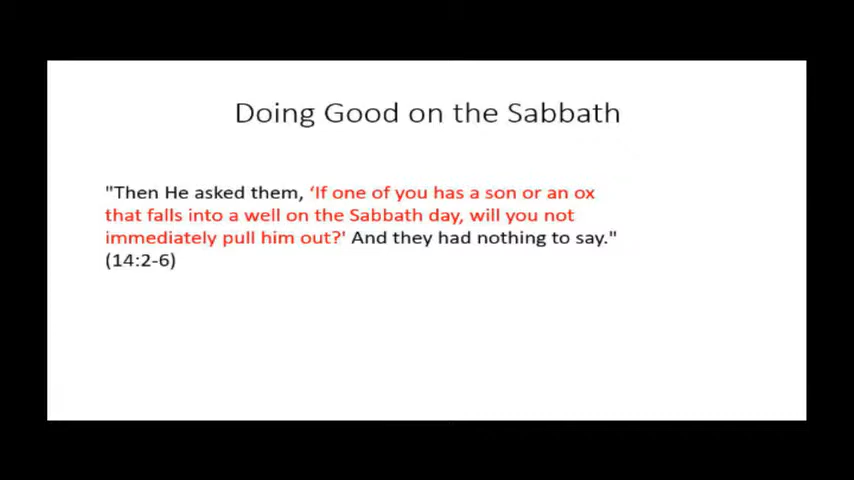 Doing Good on the Sabbath
"Then He asked them, ‘If one of you has a son or an ox
that falls into a well on the Sabbath day, will you not
immediately pull him out?' And they had nothing to say."
(14:2-6)